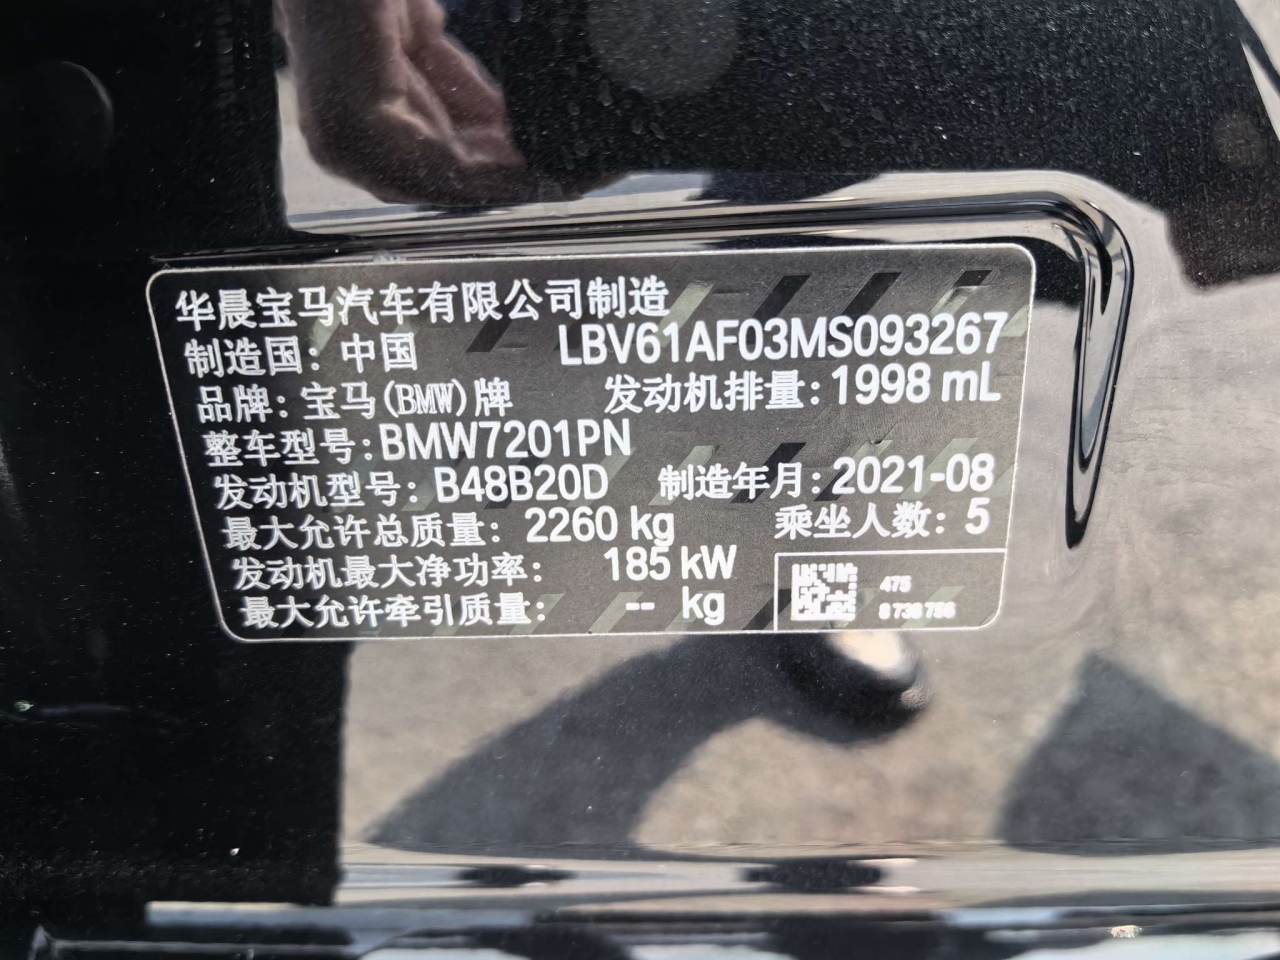 华晨宝马汽车有限公司制造
制造国：中国 LBV61AF03MS093267
品牌：宝马(BMW)牌 发动机排量：1998 mL
整车型号：BMW7201PN
发动机型号：B48B20D 制造年月：2021-08
最大允许总质量：2260 kg 乘坐人数：5
发动机最大净功率：185 kW
最大允许牵引质量：-- kg
475